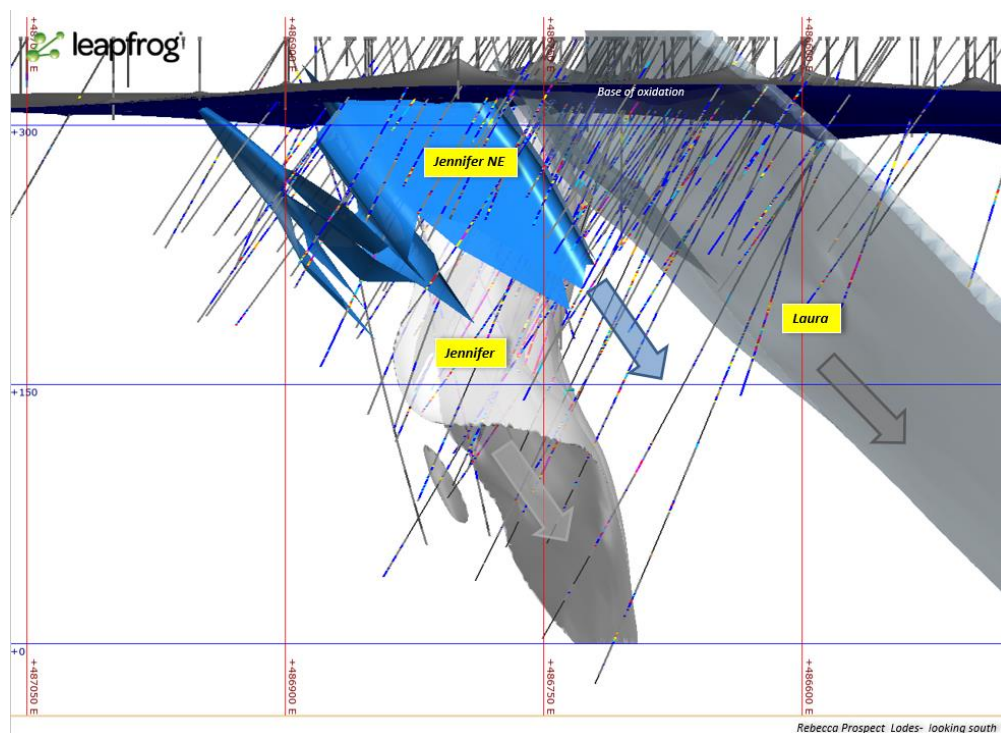 leapfrog
Base of oxidation
+300
Jennifer NE
Laura
Jennifer
+150
+0
+487050 E
+486900 E
+486750 E
+486600 E
Rebecca Prospect Lodes- looking south